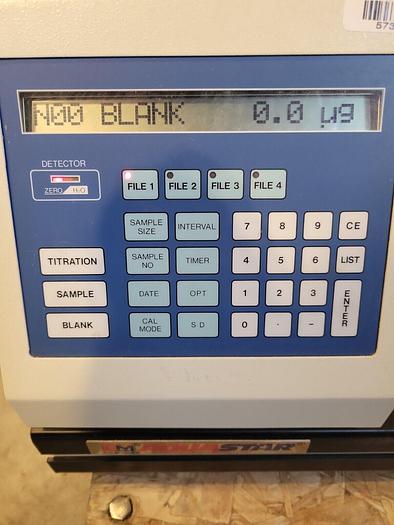 573
N00 BLANK 0.0 µg
DETECTOR
ZERO H₂O
FILE 1 FILE 2 FILE 3 FILE 4
SAMPLE SIZE INTERVAL 7 8 9 CE
TITRATION SAMPLE NO TIMER 4 5 6 LIST
SAMPLE DATE OPT 1 2 3 ENTER
BLANK CAL MODE S D 0 · −
AQUASTAR